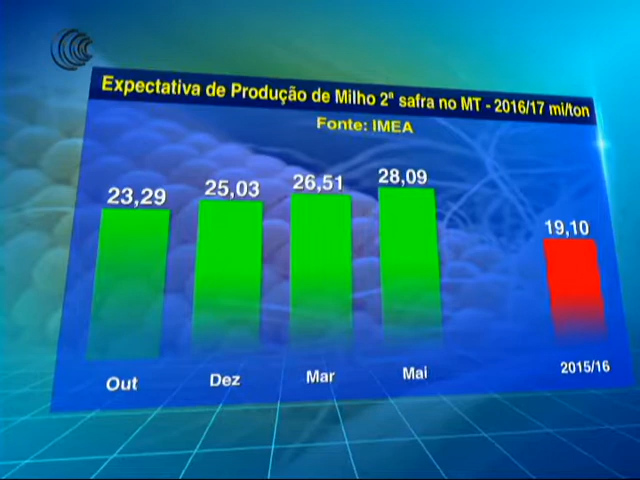 Expectativa de Produção de Milho 2ª safra no MT - 2016/17 mi/ton
Fonte: IMEA
23,29
25,03
26,51
28,09
19,10
Out
Dez
Mar
Mai
2015/16